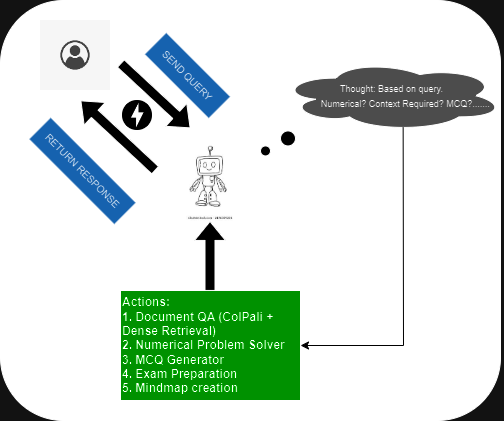 SEND QUERY
Thought: Based on query.
Numerical? Context Required? MCQ?.......
RETURN RESPONSE
Actions:
1. Document QA (ColPali +
Dense Retrieval)
2. Numerical Problem Solver
3. MCQ Generator
4. Exam Preparation
5. Mindmap creation